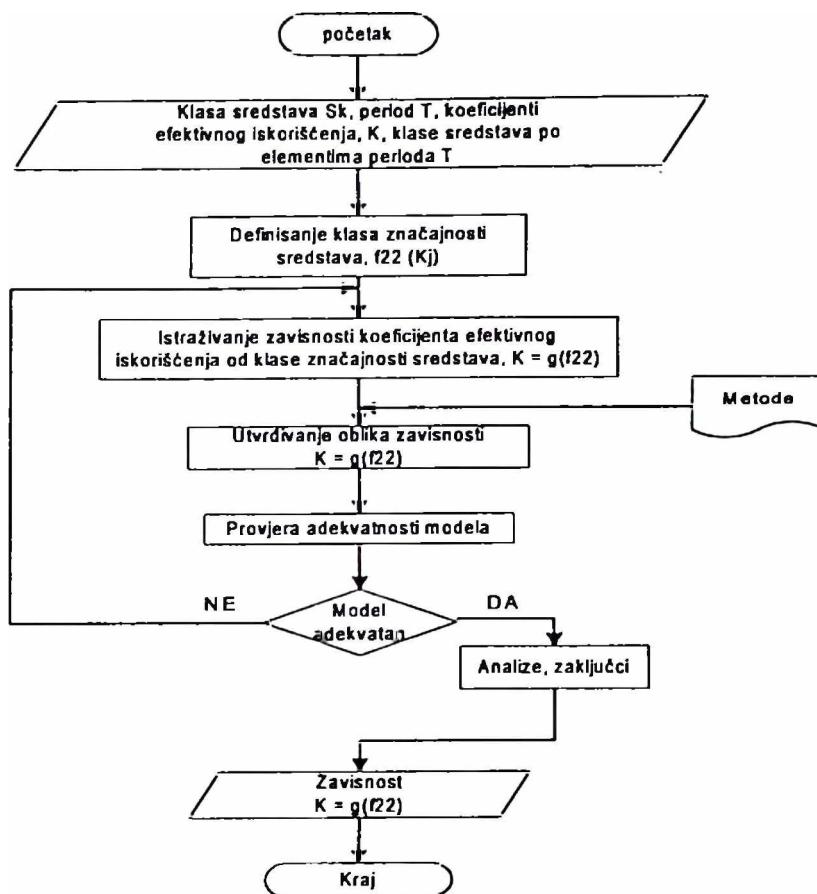 početak
Klasa sredstava Sk, period T, koeficijenti
efektivnog iskorišćenja, K, klase sredstava po
elementima perioda T
Definisanje klasa značajnosti
sredstava, f22 (Kj)
Istraživanje zavisnosti koeficijenta efektivnog
iskorišćenja od klase značajnosti sredstava, K = g(f22)
Metode
Utvrđivanje oblika zavisnosti
K = g(f22)
Provjera adekvatnosti modela
NE
Model
adekvatan
DA
Analize, zaključci
Zavisnost
K = g(f22)
Kraj